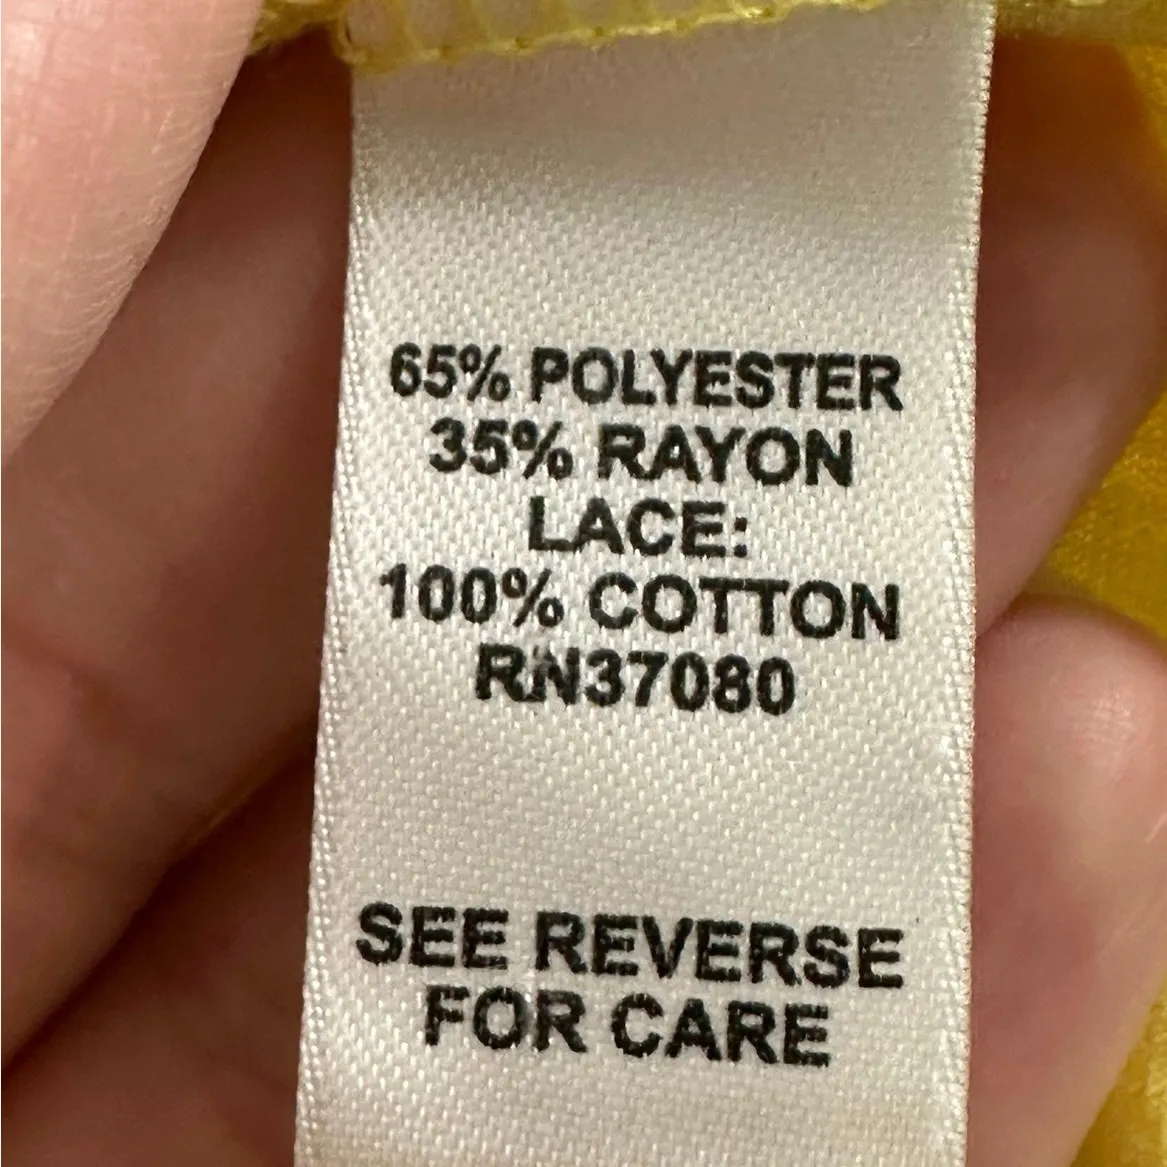 65% POLYESTER
35% RAYON
LACE:
100% COTTON
RN37080
SEE REVERSE
FOR CARE